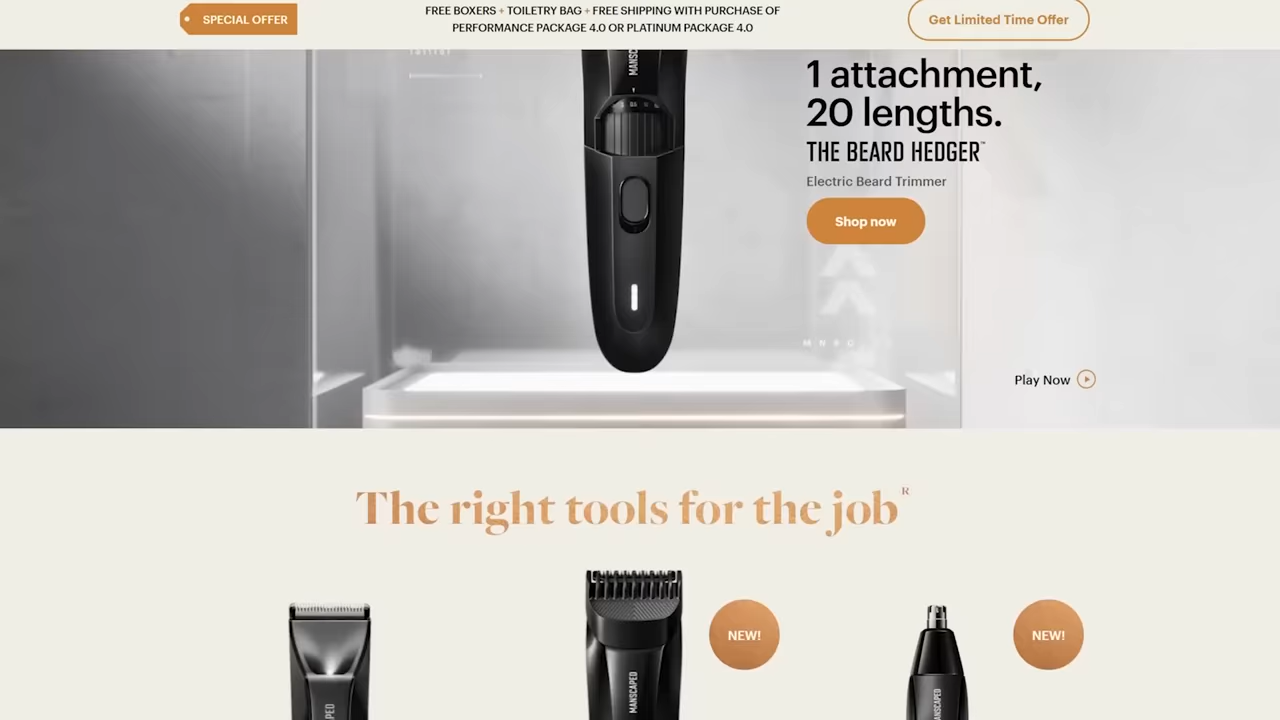 SPECIAL OFFER
FREE BOXERS + TOILETRY BAG + FREE SHIPPING WITH PURCHASE OF
PERFORMANCE PACKAGE 4.0 OR PLATINUM PACKAGE 4.0
Get Limited Time Offer
1 attachment,
20 lengths.
THE BEARD HEDGER™
Electric Beard Trimmer
Shop now
Play Now
The right tools for the job®
NEW!
NEW!
MANSCAPED
MANSCAPED